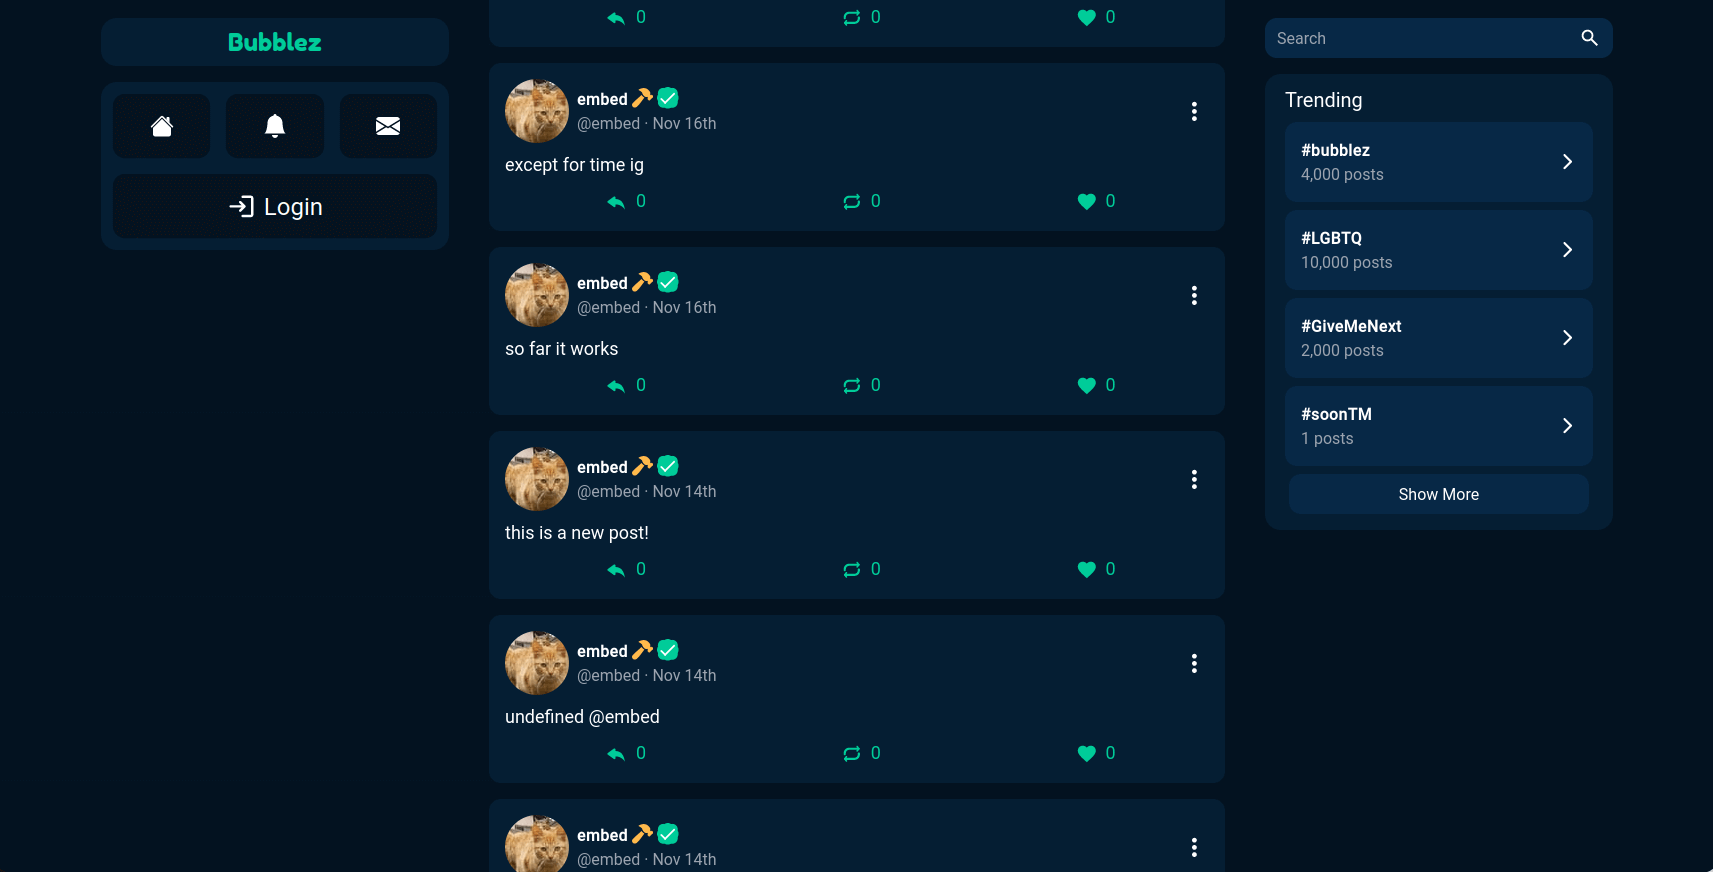 Bubblez
Login
0 0 0
embed
@embed · Nov 16th
except for time ig
0 0 0
embed
@embed · Nov 16th
so far it works
0 0 0
embed
@embed · Nov 14th
this is a new post!
0 0 0
embed
@embed · Nov 14th
undefined @embed
0 0 0
embed
@embed · Nov 14th
Search
Trending
#bubblez
4,000 posts
#LGBTQ
10,000 posts
#GiveMeNext
2,000 posts
#soonTM
1 posts
Show More